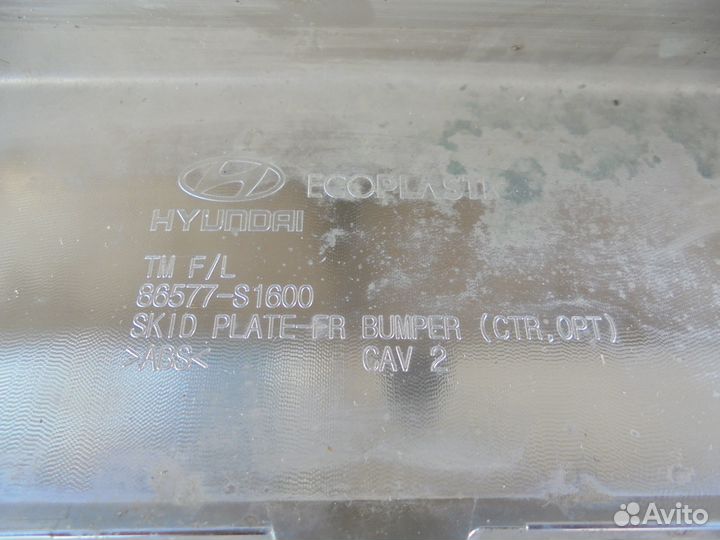 ECOPLASTIC
HYUNDAI
TM F/L
86577-S1600
SKID PLATE-FR BUMPER (CTR,OPT)
>ABS<
CAV 2
Avito